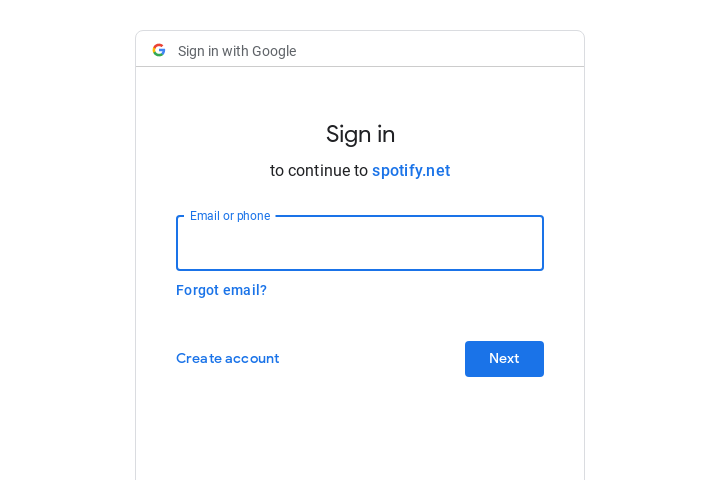 Sign in with Google
Sign in
to continue to spotify.net
Email or phone
Forgot email?
Create account
Next